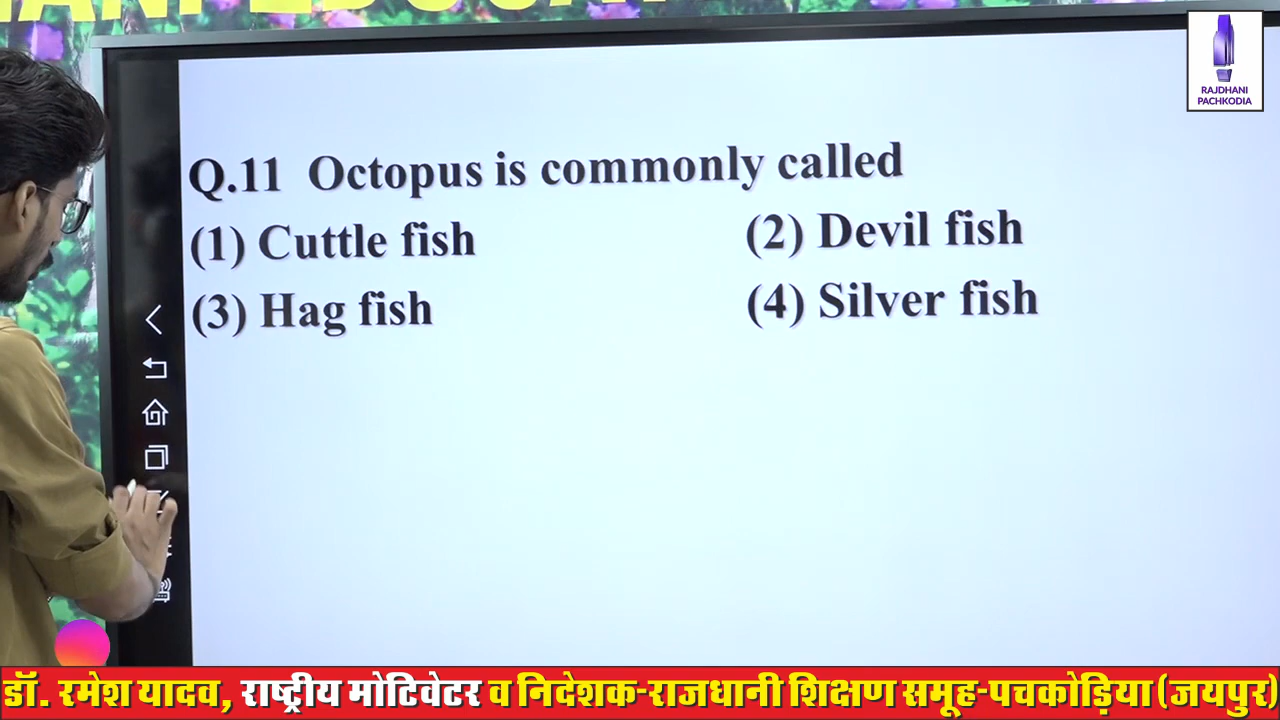 RAJDHANI
PACHKODIA
Q.11 Octopus is commonly called
(1) Cuttle fish (2) Devil fish
(3) Hag fish (4) Silver fish
डॉ. रमेश यादव, राष्ट्रीय मोटिवेटर व निदेशक-राजधानी शिक्षण समूह-पचकोड़िया (जयपुर)